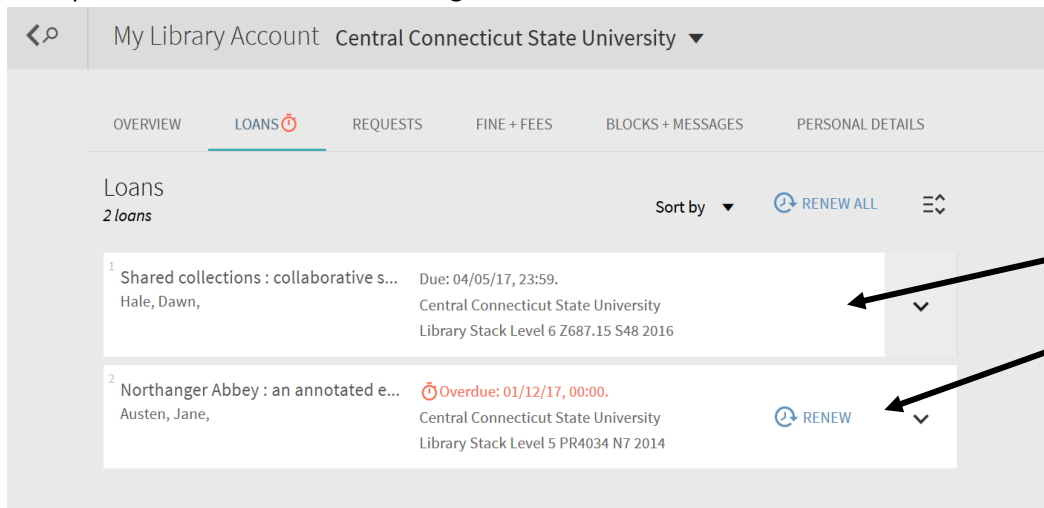 My Library Account Central Connecticut State University
OVERVIEW LOANS REQUESTS FINE + FEES BLOCKS + MESSAGES PERSONAL DETAILS
Loans
2 loans
Sort by RENEW ALL
1
Shared collections : collaborative s...
Hale, Dawn,
Due: 04/05/17, 23:59.
Central Connecticut State University
Library Stack Level 6 Z687.15 S48 2016
2
Northanger Abbey : an annotated e...
Austen, Jane,
Overdue: 01/12/17, 00:00.
Central Connecticut State University
Library Stack Level 5 PR4034 N7 2014
RENEW